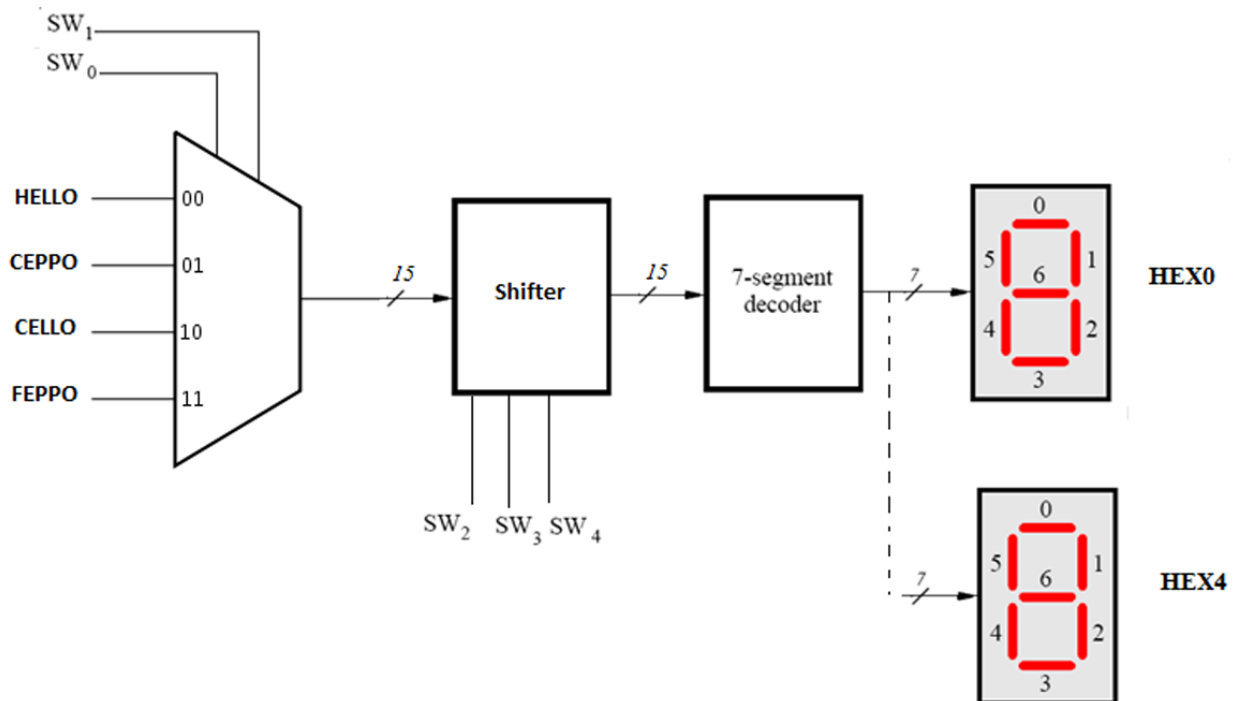 SW1
SW0
HELLO
00
CEPPO
01
CELLO
10
FEPPO
11
15
Shifter
SW2 SW3 SW4
15
7-segment
decoder
7
0
5
1
6
4
2
3
HEX0
7
0
5
1
6
4
2
3
HEX4